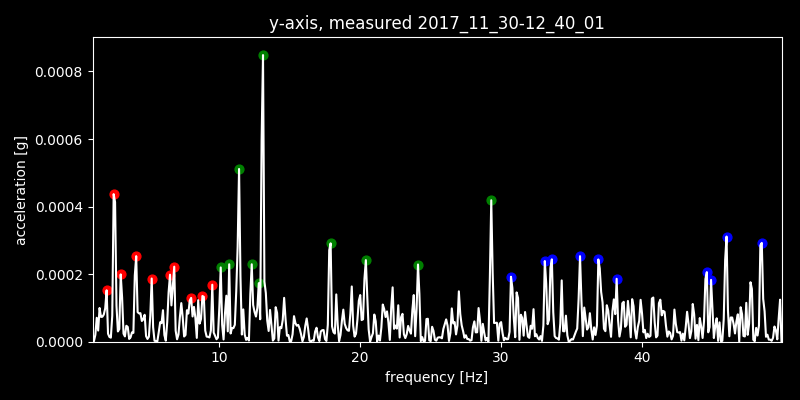 y-axis, measured 2017_11_30-12_40_01
acceleration [g]
0.0008
0.0006
0.0004
0.0002
0.0000
10 20 30 40
frequency [Hz]